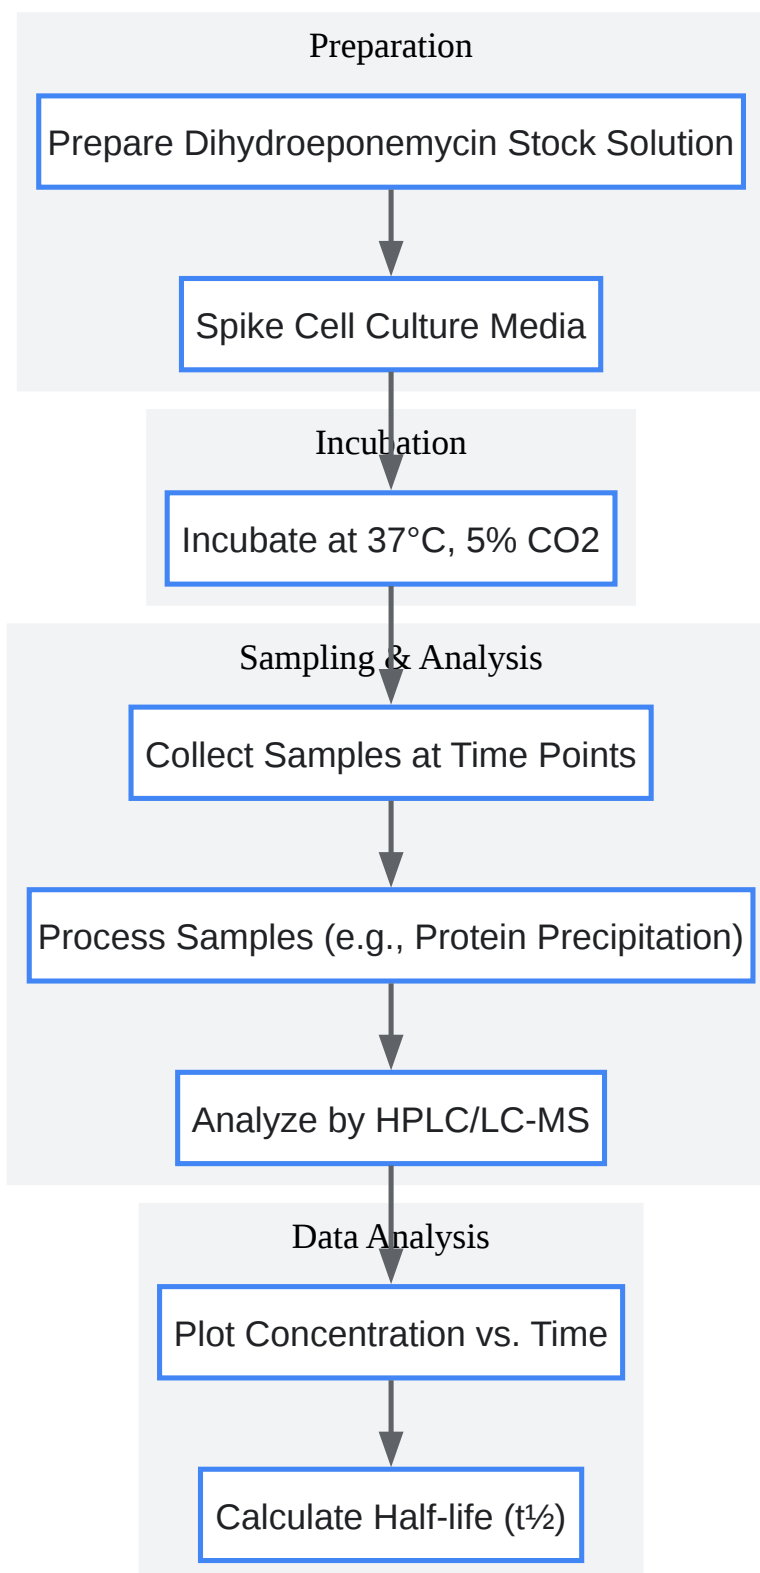 Preparation
Prepare Dihydroeponemycin Stock Solution
Spike Cell Culture Media
Incubation
Incubate at 37°C, 5% CO2
Sampling & Analysis
Collect Samples at Time Points
Process Samples (e.g., Protein Precipitation)
Analyze by HPLC/LC-MS
Data Analysis
Plot Concentration vs. Time
Calculate Half-life (t½)